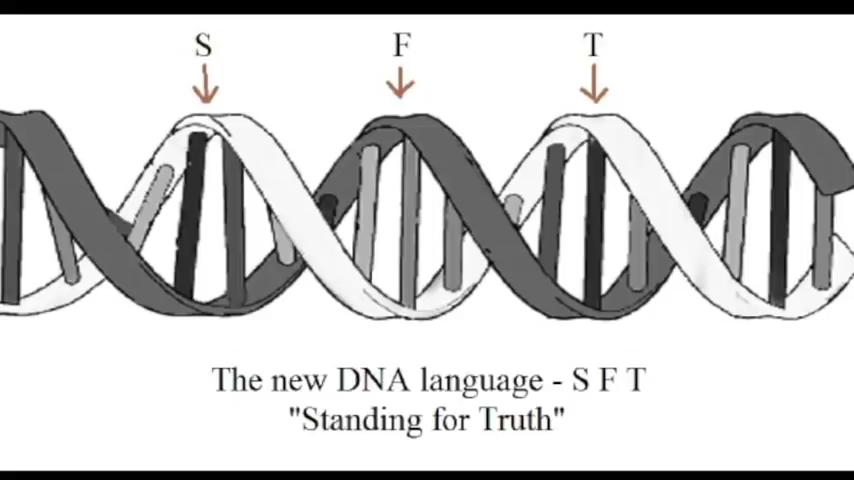 S F T
The new DNA language - S F T
"Standing for Truth"